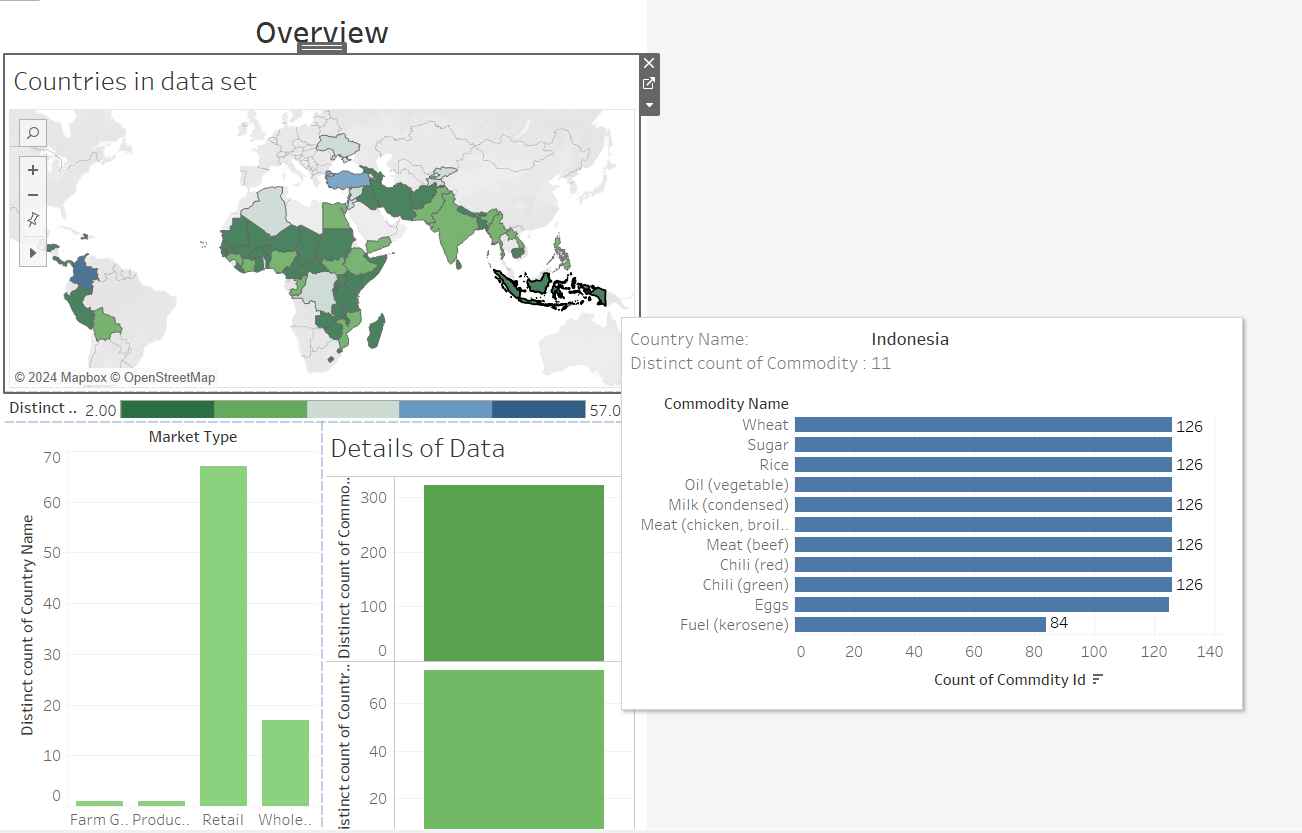 Overview
Countries in data set
© 2024 Mapbox © OpenStreetMap
Distinct .. 2.00 57.0
Market Type
Distinct count of Country Name
70
60
50
40
30
20
10
0
Farm G.. Produc.. Retail Whole..
Details of Data
Distinct count of Commo..
300
200
100
0
istinct count of Countr..
60
40
20
Country Name: Indonesia
Distinct count of Commodity : 11
Commodity Name
Wheat 126
Sugar
Rice 126
Oil (vegetable)
Milk (condensed) 126
Meat (chicken, broil..
Meat (beef) 126
Chili (red)
Chili (green) 126
Eggs
Fuel (kerosene) 84
0 20 40 60 80 100 120 140
Count of Commdity Id